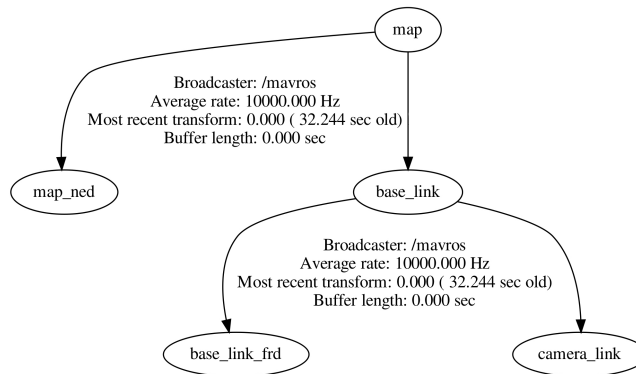 map
Broadcaster: /mavros
Average rate: 10000.000 Hz
Most recent transform: 0.000 ( 32.244 sec old)
Buffer length: 0.000 sec
map_ned
base_link
Broadcaster: /mavros
Average rate: 10000.000 Hz
Most recent transform: 0.000 ( 32.244 sec old)
Buffer length: 0.000 sec
base_link_frd
camera_link